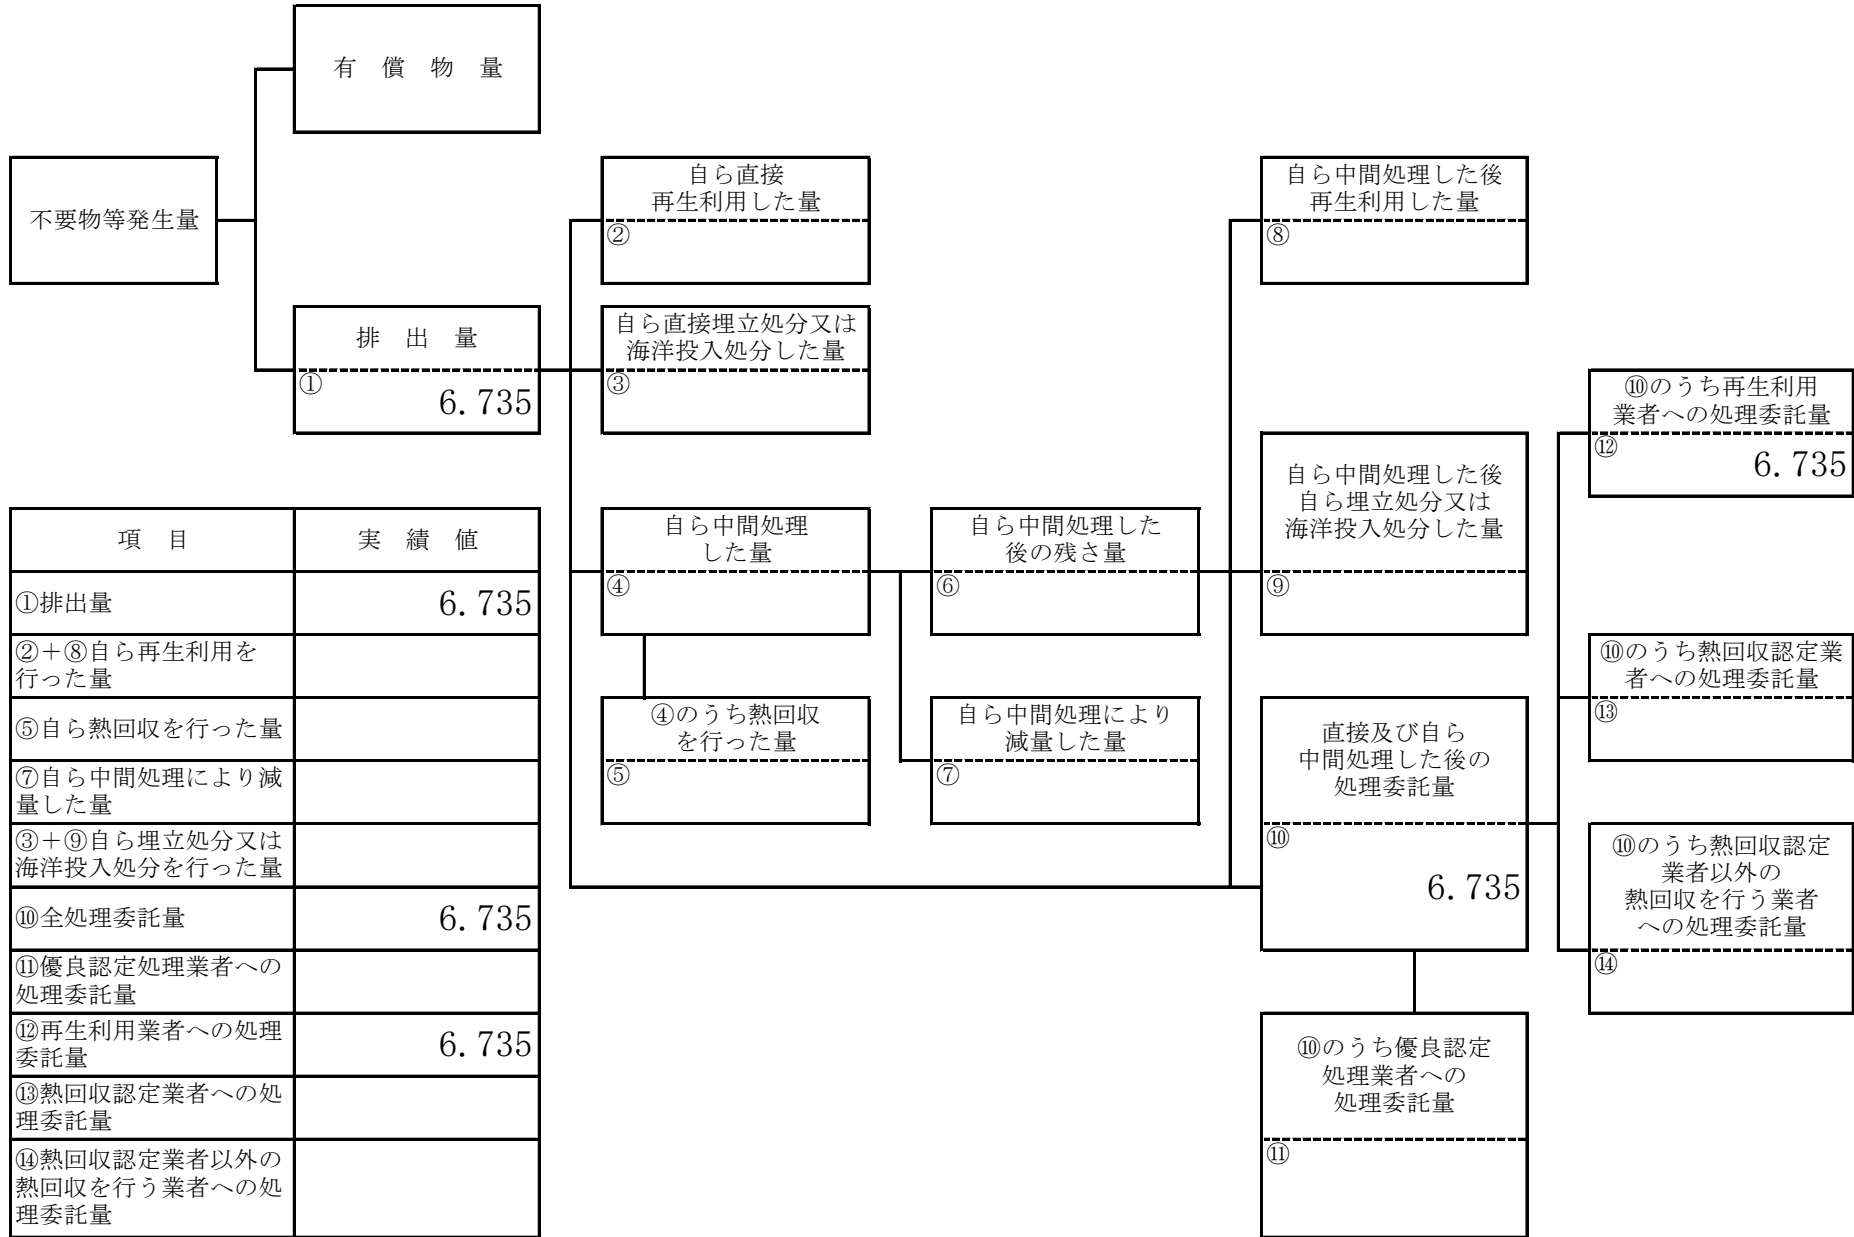 有 償 物 量
不要物等発生量
排 出 量
①
6.735
自ら直接
再生利用した量
②
自ら直接埋立処分又は
海洋投入処分した量
③
自ら中間処理
した量
④
④のうち熱回収
を行った量
⑤
自ら中間処理した
後の残さ量
⑥
自ら中間処理により
減量した量
⑦
自ら中間処理した後
再生利用した量
⑧
自ら中間処理した後
自ら埋立処分又は
海洋投入処分した量
⑨
直接及び自ら
中間処理した後の
処理委託量
⑩
6.735
⑩のうち優良認定
処理業者への
処理委託量
⑪
⑩のうち再生利用
業者への処理委託量
⑫
6.735
⑩のうち熱回収認定業
者への処理委託量
⑬
⑩のうち熱回収認定
業者以外の
熱回収を行う業者
への処理委託量
⑭
項 目
実 績 値
①排出量
6.735
②+⑧自ら再生利用を
行った量
⑤自ら熱回収を行った量
⑦自ら中間処理により減
量した量
③+⑨自ら埋立処分又は
海洋投入処分を行った量
⑩全処理委託量
6.735
⑪優良認定処理業者への
処理委託量
⑫再生利用業者への処理
委託量
6.735
⑬熱回収認定業者への処
理委託量
⑭熱回収認定業者以外の
熱回収を行う業者への処
理委託量